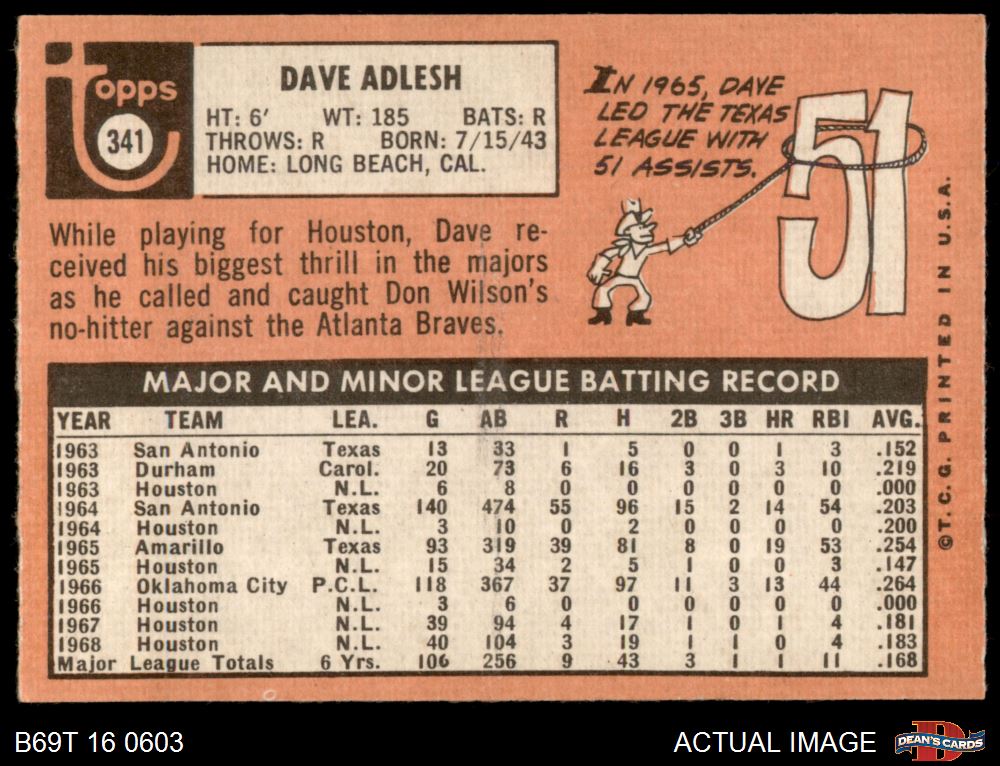 Topps
341
DAVE ADLESH
HT: 6' WT: 185 BATS: R
THROWS: R BORN: 7/15/43
HOME: LONG BEACH, CAL.
IN 1965, DAVE
LED THE TEXAS
LEAGUE WITH
51 ASSISTS.
51
While playing for Houston, Dave re-
ceived his biggest thrill in the majors
as he called and caught Don Wilson's
no-hitter against the Atlanta Braves.
MAJOR AND MINOR LEAGUE BATTING RECORD
YEAR TEAM LEA. G AB R H 2B 3B HR RBI AVG.
1963 San Antonio Texas 13 33 1 5 0 0 1 3 .152
1963 Durham Carol. 20 73 6 16 3 0 3 10 .219
1963 Houston N.L. 6 8 0 0 0 0 0 0 .000
1964 San Antonio Texas 140 474 55 96 15 2 14 54 .203
1964 Houston N.L. 3 10 0 2 0 0 0 0 .200
1965 Amarillo Texas 93 319 39 81 8 0 19 53 .254
1965 Houston N.L. 15 34 2 5 1 0 0 3 .147
1966 Oklahoma City P.C.L. 118 367 37 97 11 3 13 44 .264
1966 Houston N.L. 3 6 0 0 0 0 0 0 .000
1967 Houston N.L. 39 94 4 17 1 0 1 4 .181
1968 Houston N.L. 40 104 3 19 1 1 0 4 .183
Major League Totals 6 Yrs. 106 256 9 43 3 1 1 11 .168
©T.C.G. PRINTED IN U.S.A.
B69T 16 0603
ACTUAL IMAGE
DEAN'S CARDS